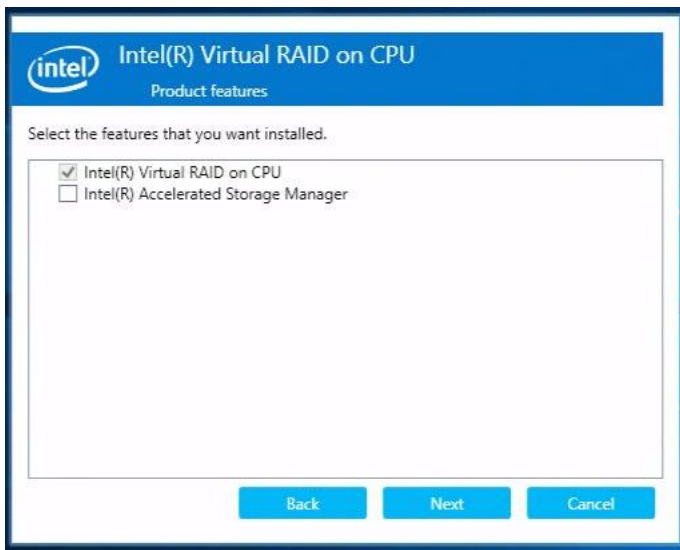 intel
Intel(R) Virtual RAID on CPU
Product features
Select the features that you want installed.
Intel(R) Virtual RAID on CPU
Intel(R) Accelerated Storage Manager
Back Next Cancel